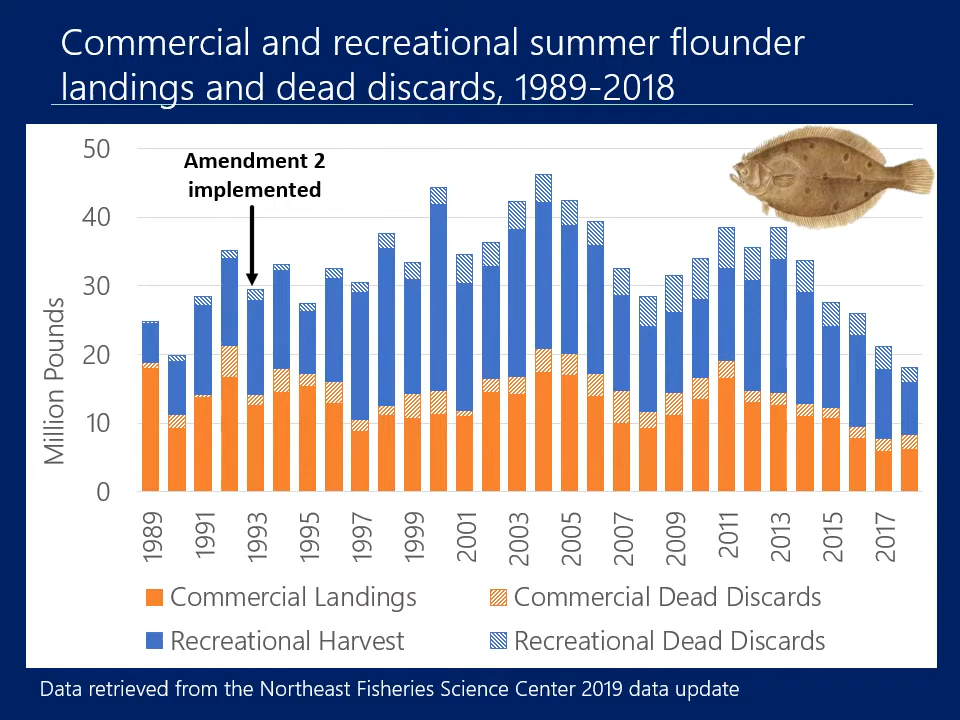 Commercial and recreational summer flounder
landings and dead discards, 1989-2018
50
40
30
20
10
0
Million Pounds
Amendment 2
implemented
1989
1991
1993
1995
1997
1999
2001
2003
2005
2007
2009
2011
2013
2015
2017
Commercial Landings
Commercial Dead Discards
Recreational Harvest
Recreational Dead Discards
Data retrieved from the Northeast Fisheries Science Center 2019 data update